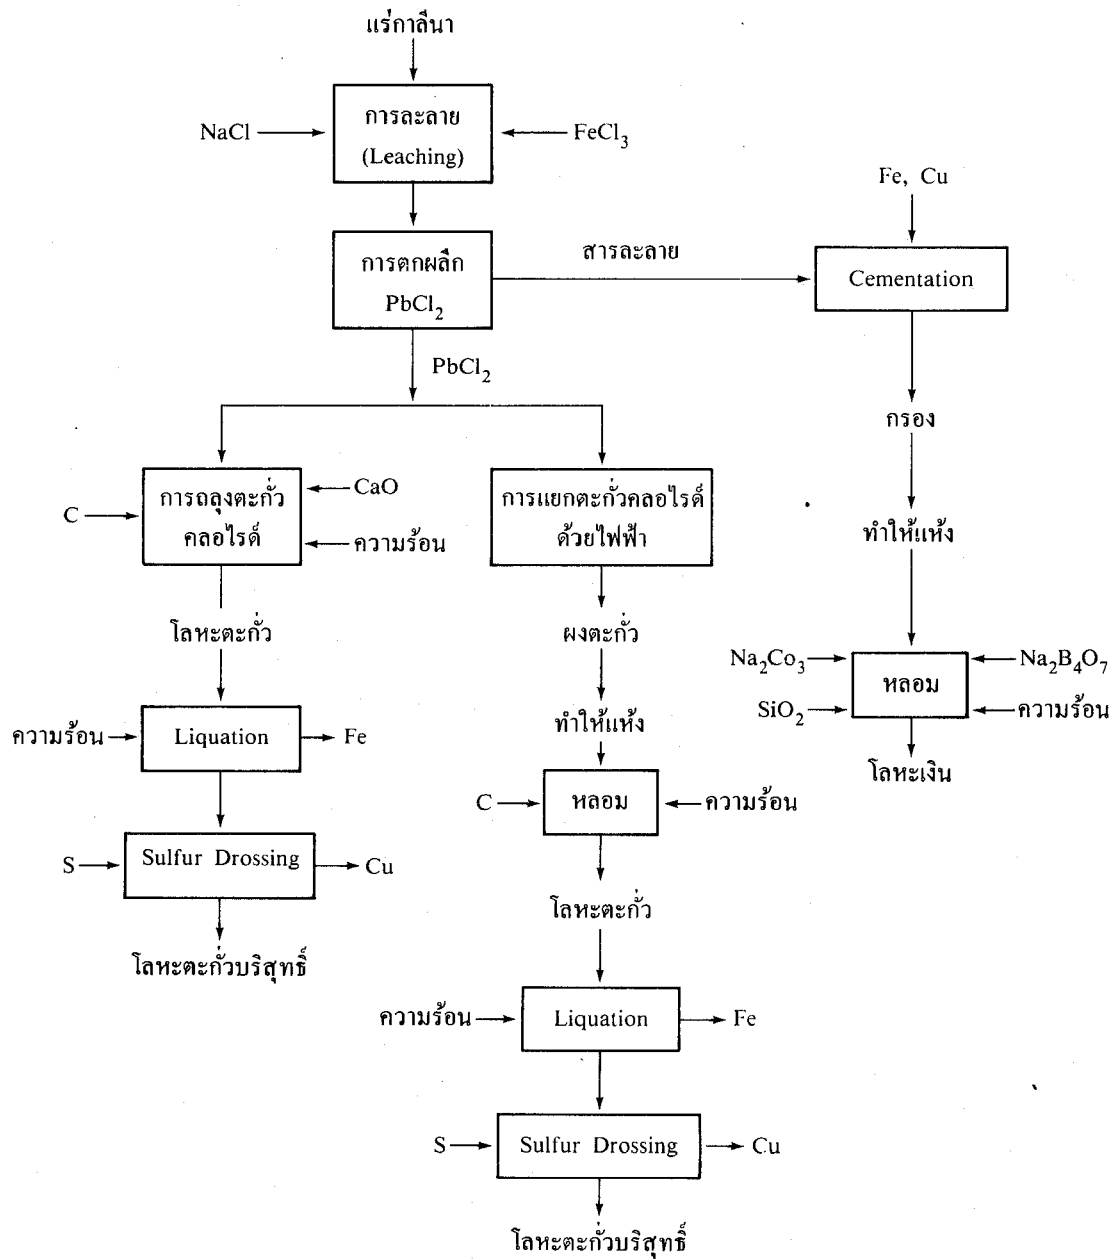 แร่กาลีนา
การละลาย
(Leaching)
NaCl
FeCl₃
Fe, Cu
การตกผลึก
PbCl₂
สารละลาย
Cementation
PbCl₂
กรอง
การถลุงตะกั่ว
คลอไรด์
CaO
C
ความร้อน
การแยกตะกั่วคลอไรด์
ด้วยไฟฟ้า
ทำให้แห้ง
โลหะตะกั่ว
ผงตะกั่ว
Na₂Co₃
Na₂B₄O₇
หลอม
SiO₂
ความร้อน
ความร้อน
Liquation
Fe
ทำให้แห้ง
โลหะเงิน
C
หลอม
ความร้อน
S
Sulfur Drossing
Cu
โลหะตะกั่ว
โลหะตะกั่วบริสุทธิ์
ความร้อน
Liquation
Fe
S
Sulfur Drossing
Cu
โลหะตะกั่วบริสุทธิ์